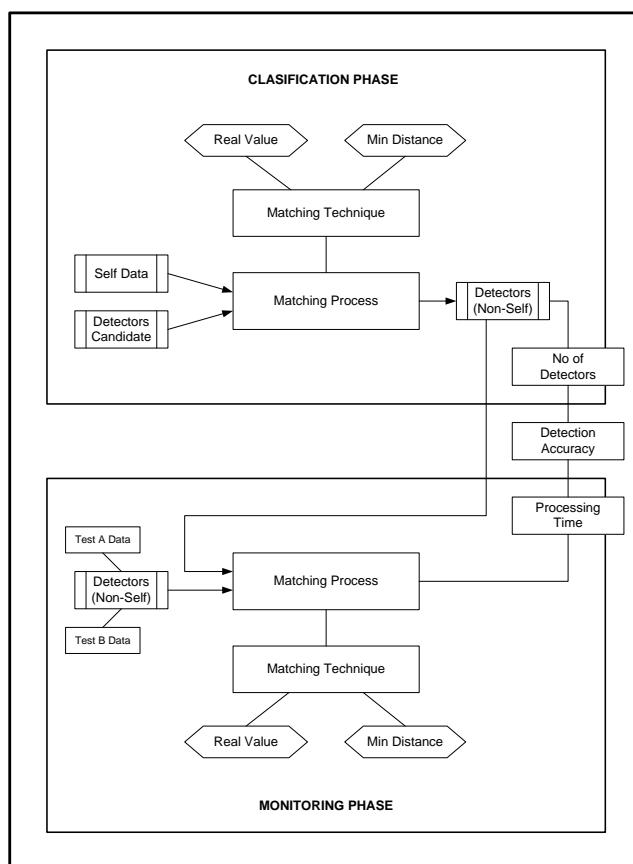 CLASIFICATION PHASE
Real Value
Min Distance
Matching Technique
Self Data
Matching Process
Detectors
(Non-Self)
Detectors
Candidate
No of
Detectors
Detection
Accuracy
Processing
Time
Test A Data
Detectors
(Non-Self)
Matching Process
Test B Data
Matching Technique
Real Value
Min Distance
MONITORING PHASE